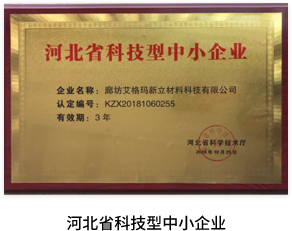 河北省科技型中小企业
企业名称：廊坊艾格玛新立材料科技有限公司
认定编号：KZX20181060255
有效期：3 年
河北省科学技术厅
河北省科技型中小企业